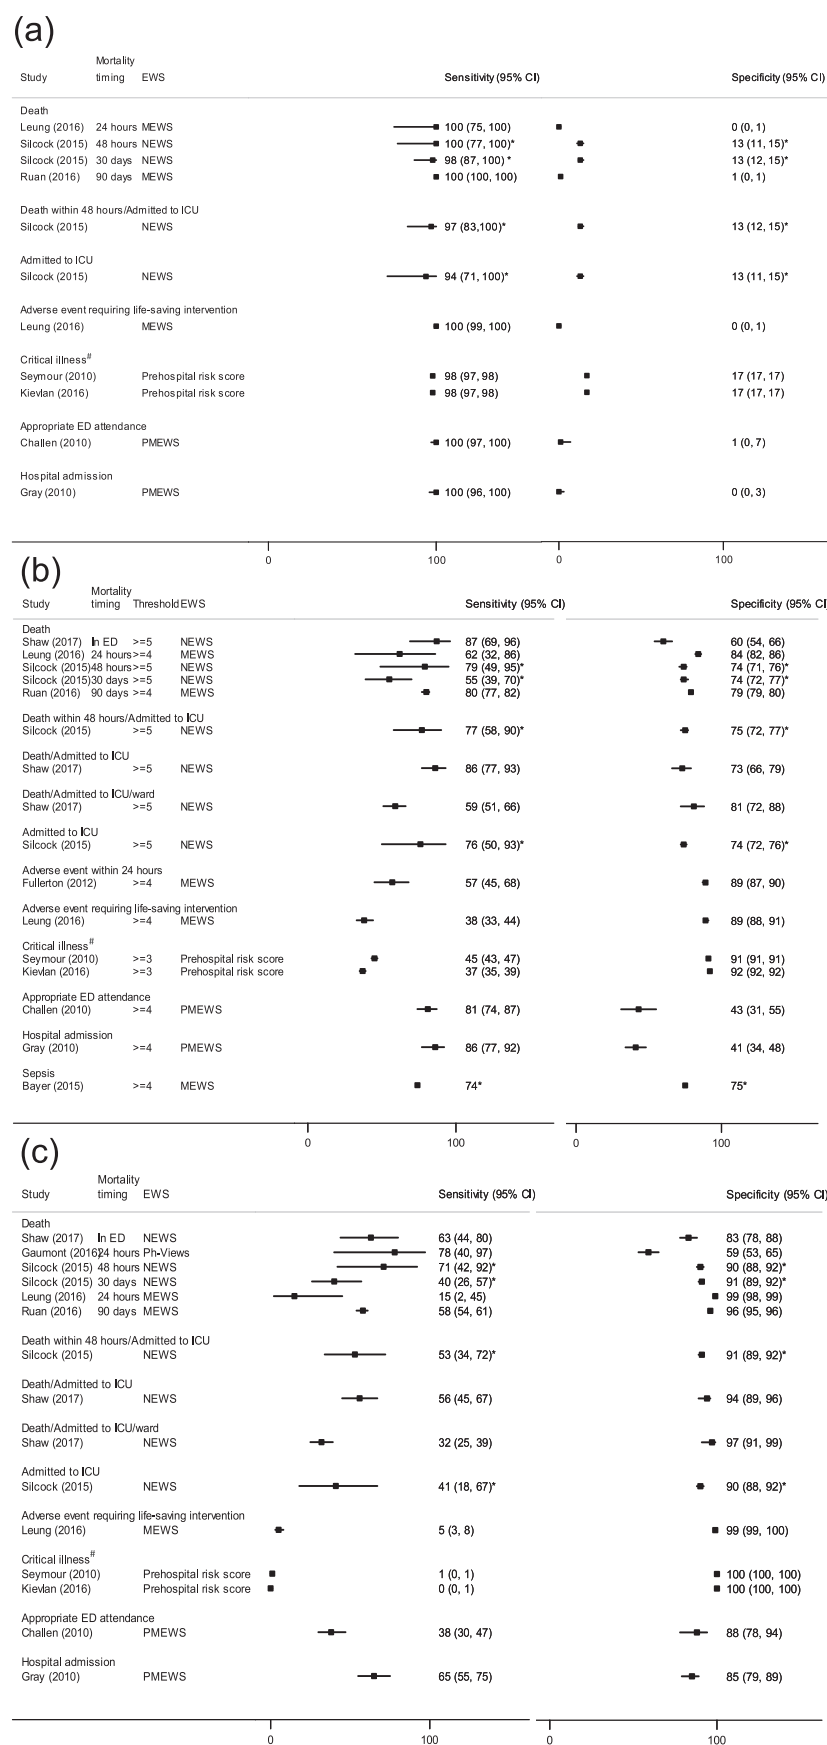 (a)
Mortality
Study timing EWS Sensitivity (95% CI) Specificity (95% CI)
Death
Leung (2016) 24 hours MEWS 100 (75, 100) 0 (0, 1)
Silcock (2015) 48 hours NEWS 100 (77, 100)* 13 (11, 15)*
Silcock (2015) 30 days NEWS 98 (87, 100) * 13 (12, 15)*
Ruan (2016) 90 days MEWS 100 (100, 100) 1 (0, 1)
Death within 48 hours/Admitted to ICU
Silcock (2015) NEWS 97 (83,100)* 13 (12, 15)*
Admitted to ICU
Silcock (2015) NEWS 94 (71, 100)* 13 (11, 15)*
Adverse event requiring life-saving intervention
Leung (2016) MEWS 100 (99, 100) 0 (0, 1)
Critical illness#
Seymour (2010) Prehospital risk score 98 (97, 98) 17 (17, 17)
Kievlan (2016) Prehospital risk score 98 (97, 98) 17 (17, 17)
Appropriate ED attendance
Challen (2010) PMEWS 100 (97, 100) 1 (0, 7)
Hospital admission
Gray (2010) PMEWS 100 (96, 100) 0 (0, 3)
0 100 0 100
(b)
Mortality
Study timing Threshold EWS Sensitivity (95% CI) Specificity (95% CI)
Death
Shaw (2017) In ED >=5 NEWS 87 (69, 96) 60 (54, 66)
Leung (2016) 24 hours >=4 MEWS 62 (32, 86) 84 (82, 86)
Silcock (2015) 48 hours >=5 NEWS 79 (49, 95)* 74 (71, 76)*
Silcock (2015) 30 days >=5 NEWS 55 (39, 70)* 74 (72, 77)*
Ruan (2016) 90 days >=4 MEWS 80 (77, 82) 79 (79, 80)
Death within 48 hours/Admitted to ICU
Silcock (2015) >=5 NEWS 77 (58, 90)* 75 (72, 77)*
Death/Admitted to ICU
Shaw (2017) >=5 NEWS 86 (77, 93) 73 (66, 79)
Death/Admitted to ICU/ward
Shaw (2017) >=5 NEWS 59 (51, 66) 81 (72, 88)
Admitted to ICU
Silcock (2015) >=5 NEWS 76 (50, 93)* 74 (72, 76)*
Adverse event within 24 hours
Fullerton (2012) >=4 MEWS 57 (45, 68) 89 (87, 90)
Adverse event requiring life-saving intervention
Leung (2016) >=4 MEWS 38 (33, 44) 89 (88, 91)
Critical illness#
Seymour (2010) >=3 Prehospital risk score 45 (43, 47) 91 (91, 91)
Kievlan (2016) >=3 Prehospital risk score 37 (35, 39) 92 (92, 92)
Appropriate ED attendance
Challen (2010) >=4 PMEWS 81 (74, 87) 43 (31, 55)
Hospital admission
Gray (2010) >=4 PMEWS 86 (77, 92) 41 (34, 48)
Sepsis
Bayer (2015) >=4 MEWS 74* 75*
0 100 0 100
(c)
Mortality
Study timing EWS Sensitivity (95% CI) Specificity (95% CI)
Death
Shaw (2017) In ED NEWS 63 (44, 80) 83 (78, 88)
Gaumont (2016) 24 hours Ph-Views 78 (40, 97) 59 (53, 65)
Silcock (2015) 48 hours NEWS 71 (42, 92)* 90 (88, 92)*
Silcock (2015) 30 days NEWS 40 (26, 57)* 91 (89, 92)*
Leung (2016) 24 hours MEWS 15 (2, 45) 99 (98, 99)
Ruan (2016) 90 days MEWS 58 (54, 61) 96 (95, 96)
Death within 48 hours/Admitted to ICU
Silcock (2015) NEWS 53 (34, 72)* 91 (89, 92)*
Death/Admitted to ICU
Shaw (2017) NEWS 56 (45, 67) 94 (89, 96)
Death/Admitted to ICU/ward
Shaw (2017) NEWS 32 (25, 39) 97 (91, 99)
Admitted to ICU
Silcock (2015) NEWS 41 (18, 67)* 90 (88, 92)*
Adverse event requiring life-saving intervention
Leung (2016) MEWS 5 (3, 8) 99 (99, 100)
Critical illness#
Seymour (2010) Prehospital risk score 1 (0, 1) 100 (100, 100)
Kievlan (2016) Prehospital risk score 0 (0, 1) 100 (100, 100)
Appropriate ED attendance
Challen (2010) PMEWS 38 (30, 47) 88 (78, 94)
Hospital admission
Gray (2010) PMEWS 65 (55, 75) 85 (79, 89)
0 100 0 100